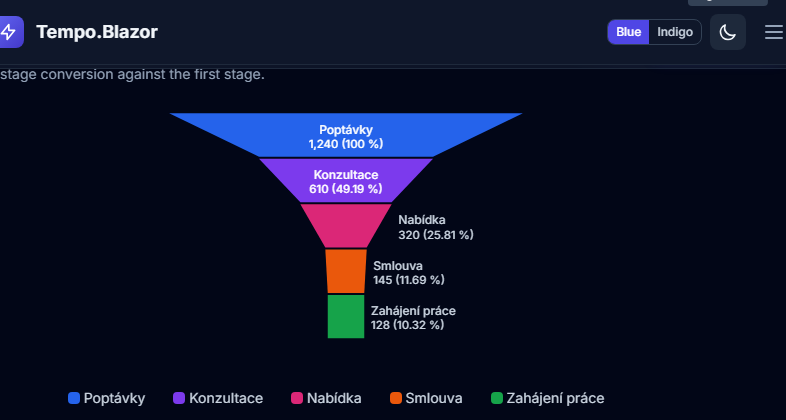 Tempo.Blazor
Blue Indigo
stage conversion against the first stage.
Poptávky
1,240 (100 %)
Konzultace
610 (49.19 %)
Nabídka
320 (25.81 %)
Smlouva
145 (11.69 %)
Zahájení práce
128 (10.32 %)
Poptávky Konzultace Nabídka Smlouva Zahájení práce